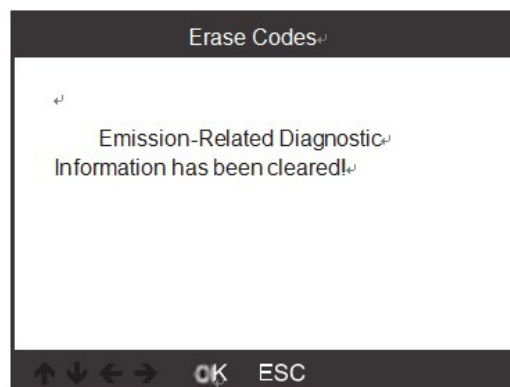 Erase Codes
Emission-Related Diagnostic
Information has been cleared!
OK ESC